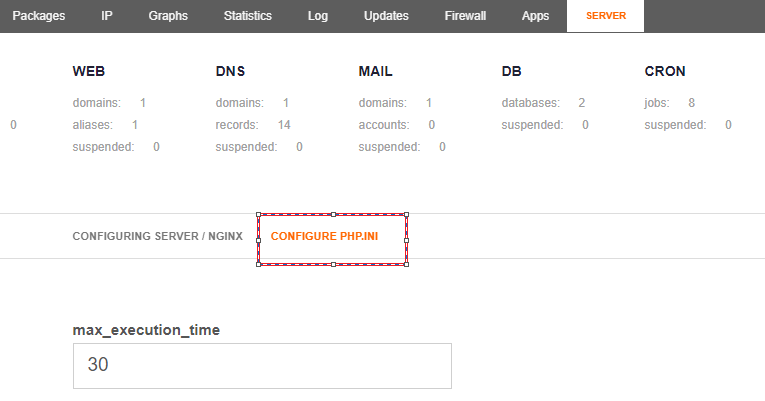 Packages IP Graphs Statistics Log Updates Firewall Apps SERVER
WEB DNS MAIL DB CRON
domains: 1 domains: 1 domains: 1 databases: 2 jobs: 8
0 aliases: 1 records: 14 accounts: 0 suspended: 0 suspended: 0
suspended: 0 suspended: 0 suspended: 0
CONFIGURING SERVER / NGINX CONFIGURE PHP.INI
max_execution_time
30